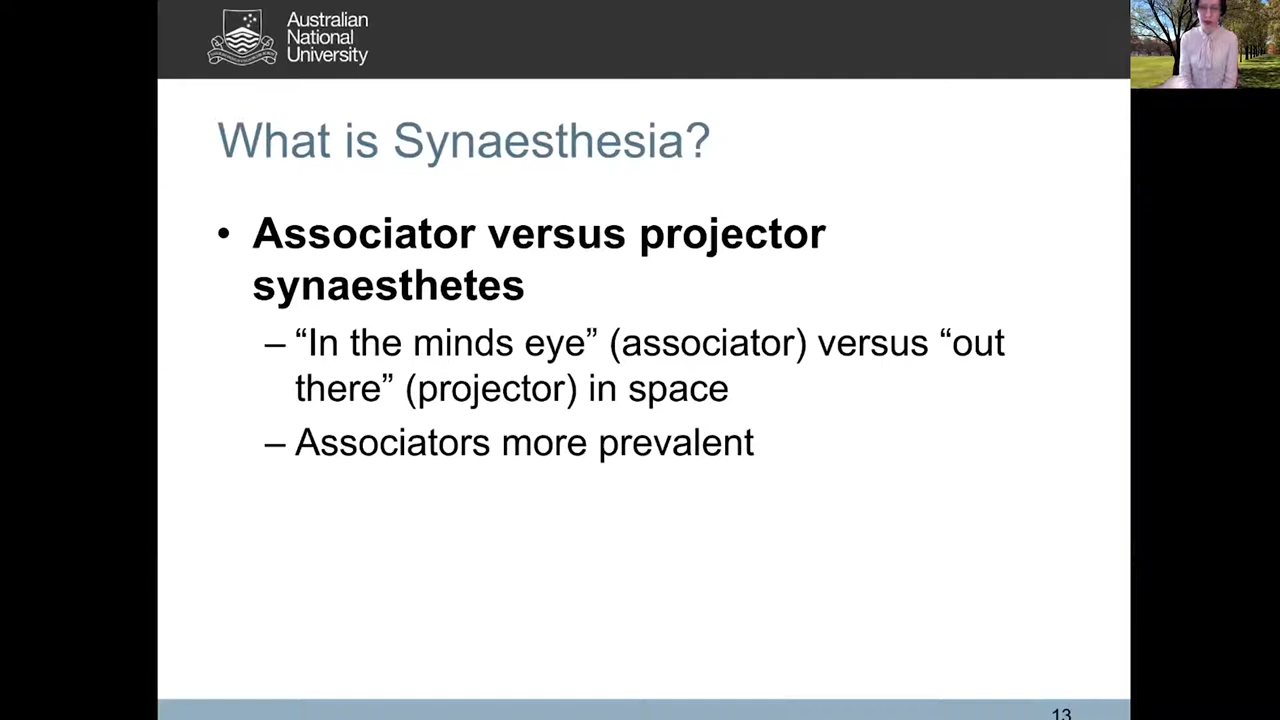 Australian
National
University
What is Synaesthesia?
• Associator versus projector
synaesthetes
– “In the minds eye” (associator) versus “out
there” (projector) in space
– Associators more prevalent
13